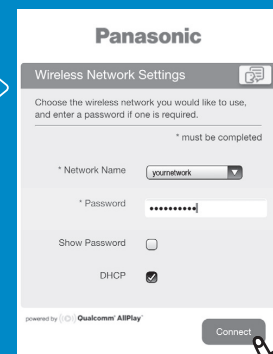 Panasonic
Wireless Network Settings
Choose the wireless network you would like to use,
and enter a password if one is required.
* must be completed
* Network Name yournetwork
* Password ••••••••••
Show Password
DHCP
powered by Qualcomm® AllPlay™
Connect